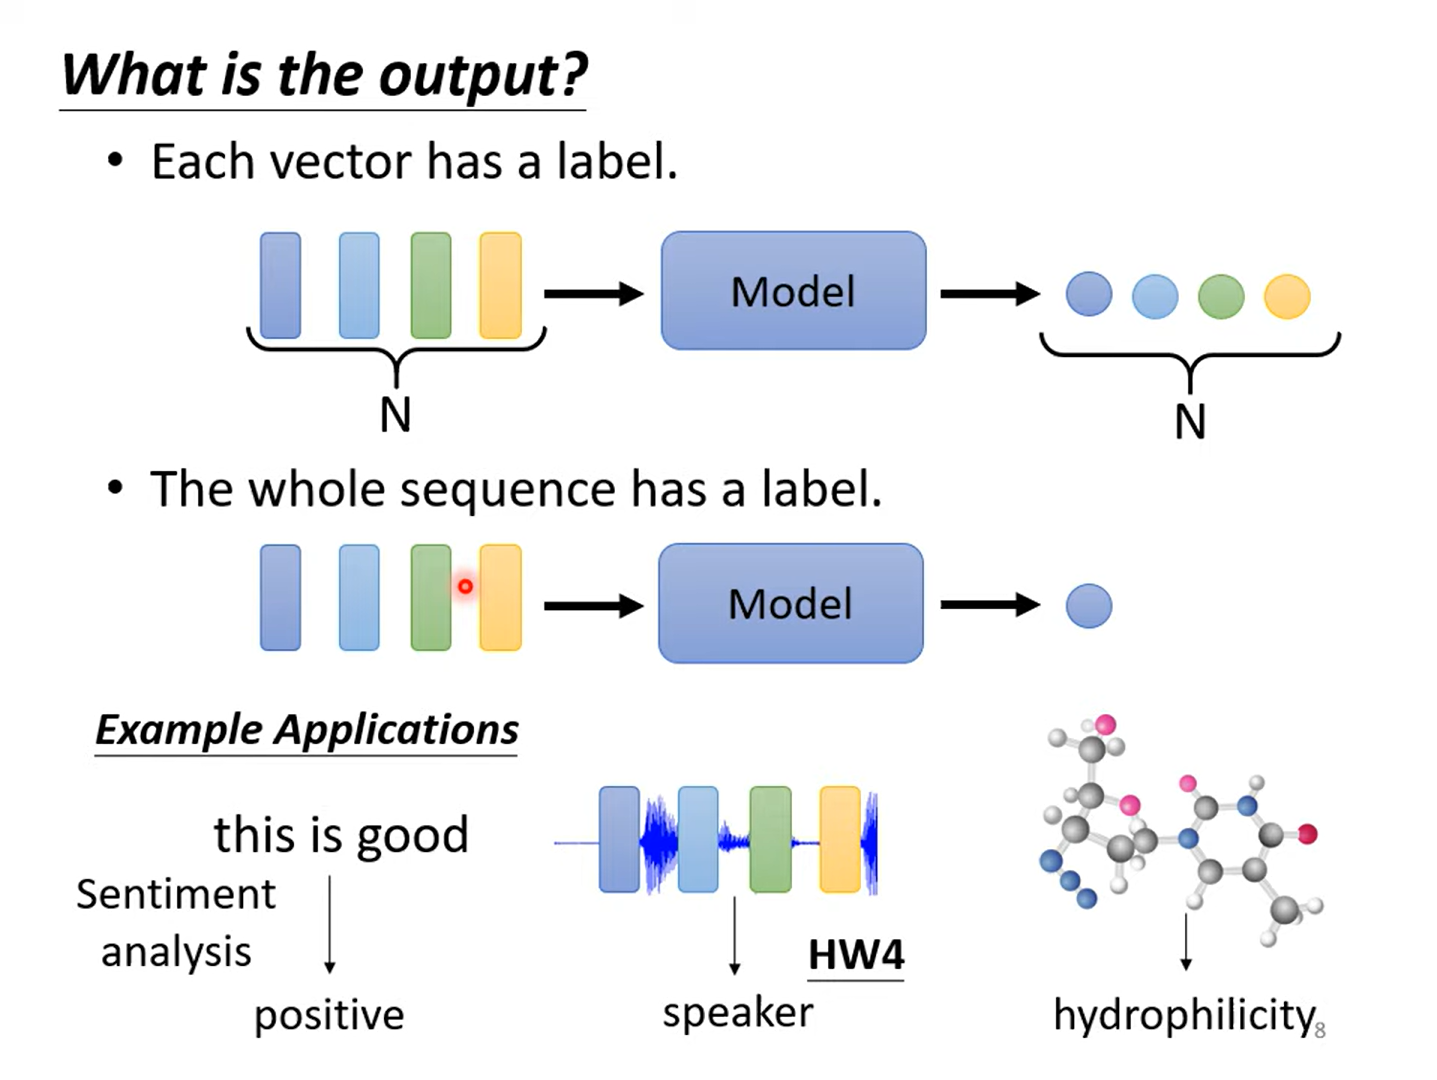 What is the output?
• Each vector has a label.
Model
N
N
• The whole sequence has a label.
Model
Example Applications
this is good
Sentiment
analysis
positive
HW4
speaker
hydrophilicity
8